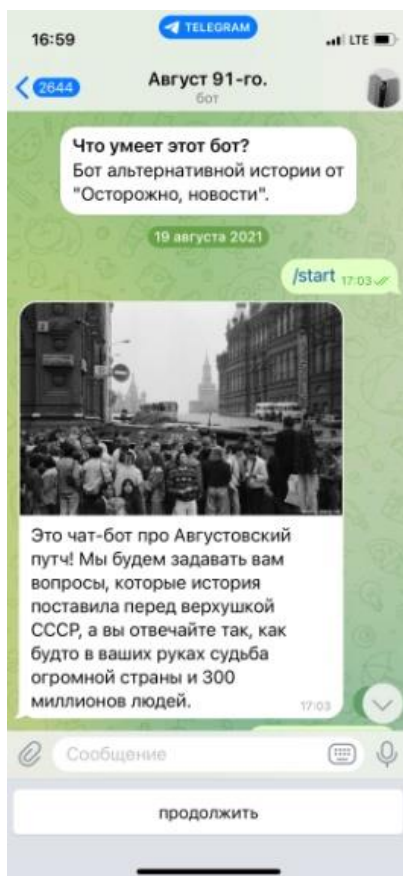 16:59
TELEGRAM
LTE
2644
Август 91-го.
бот
Что умеет этот бот?
Бот альтернативной истории от
"Осторожно, новости".
19 августа 2021
/start 17:03
Это чат-бот про Августовский
путч! Мы будем задавать вам
вопросы, которые история
поставила перед верхушкой
СССР, а вы отвечайте так, как
будто в ваших руках судьба
огромной страны и 300
миллионов людей.
17:03
Сообщение
продолжить